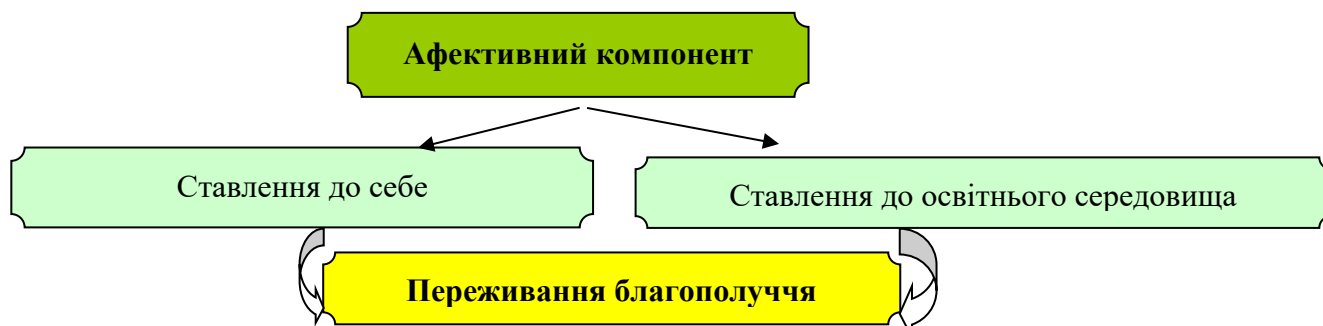 Афективний компонент
Ставлення до себе
Ставлення до освітнього середовища
Переживання благополуччя